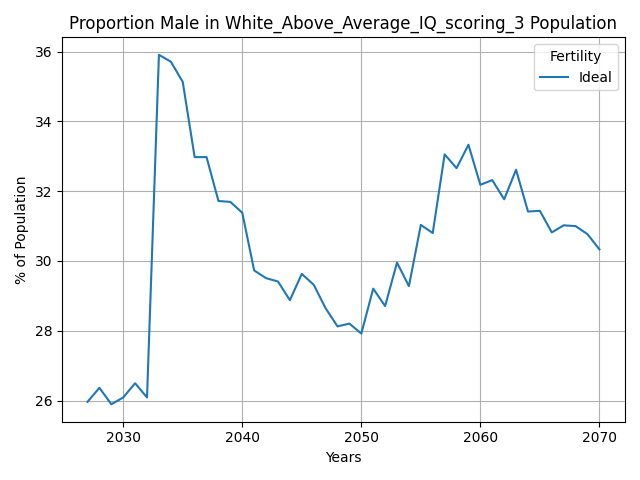 Proportion Male in White_Above_Average_IQ_scoring_3 Population
Fertility
Ideal
36
34
32
30
28
26
% of Population
2030
2040
2050
2060
2070
Years